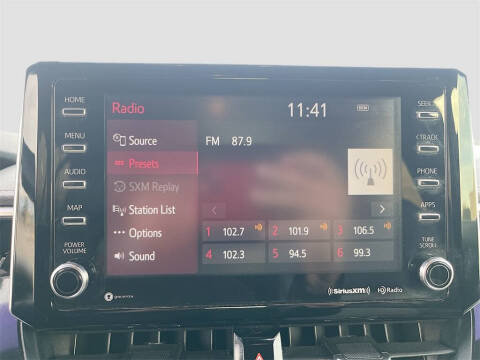 HOME
MENU
AUDIO
MAP
POWER
VOLUME
Radio
11:41
Source
Presets
SXM Replay
Station List
Options
Sound
FM 87.9
1 102.7
2 101.9
3 106.5
4 102.3
5 94.5
6 99.3
gracenote
SiriusXM
HD Radio
SEEK
TRACK
PHONE
APPS
TUNE
SCROLL